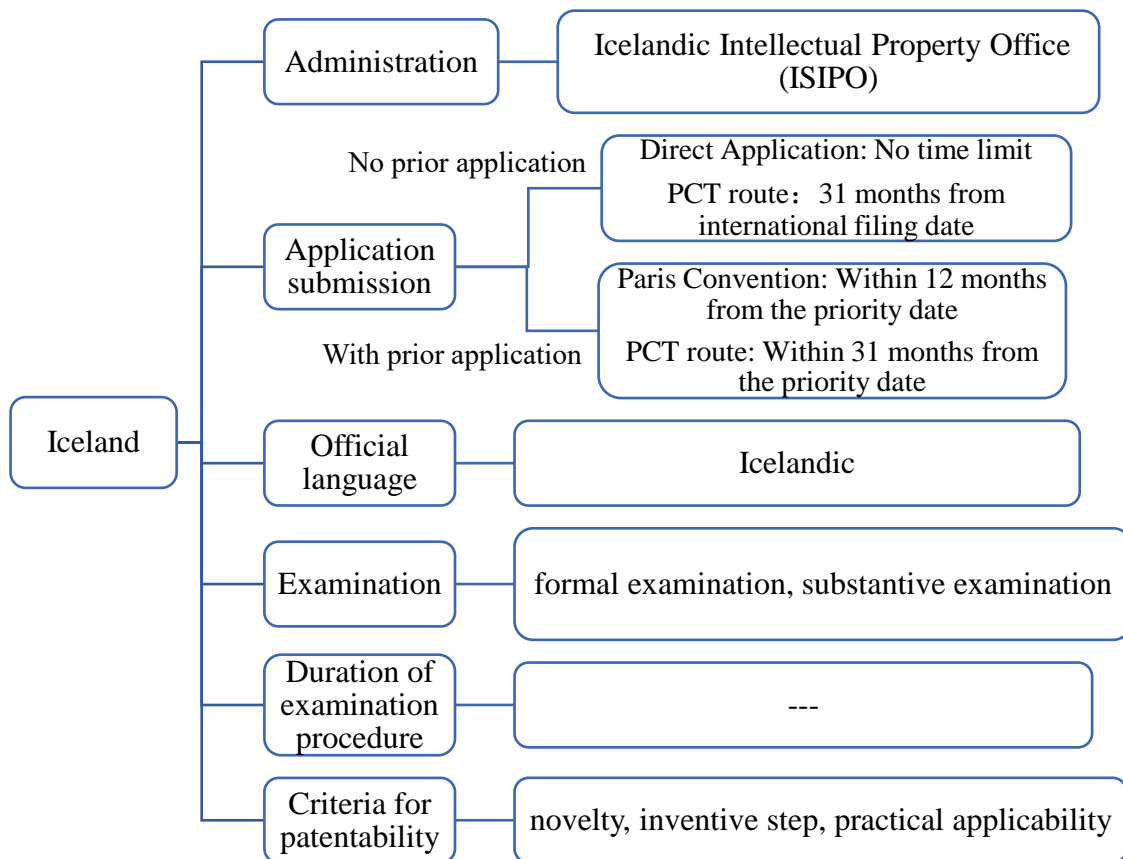 Administration
Icelandic Intellectual Property Office
(ISIPO)
No prior application
Direct Application: No time limit
PCT route：31 months from
international filing date
Application
submission
Paris Convention: Within 12 months
from the priority date
With prior application
PCT route: Within 31 months from
the priority date
Iceland
Official
language
Icelandic
Examination
formal examination, substantive examination
Duration of
examination
procedure
---
Criteria for
patentability
novelty, inventive step, practical applicability